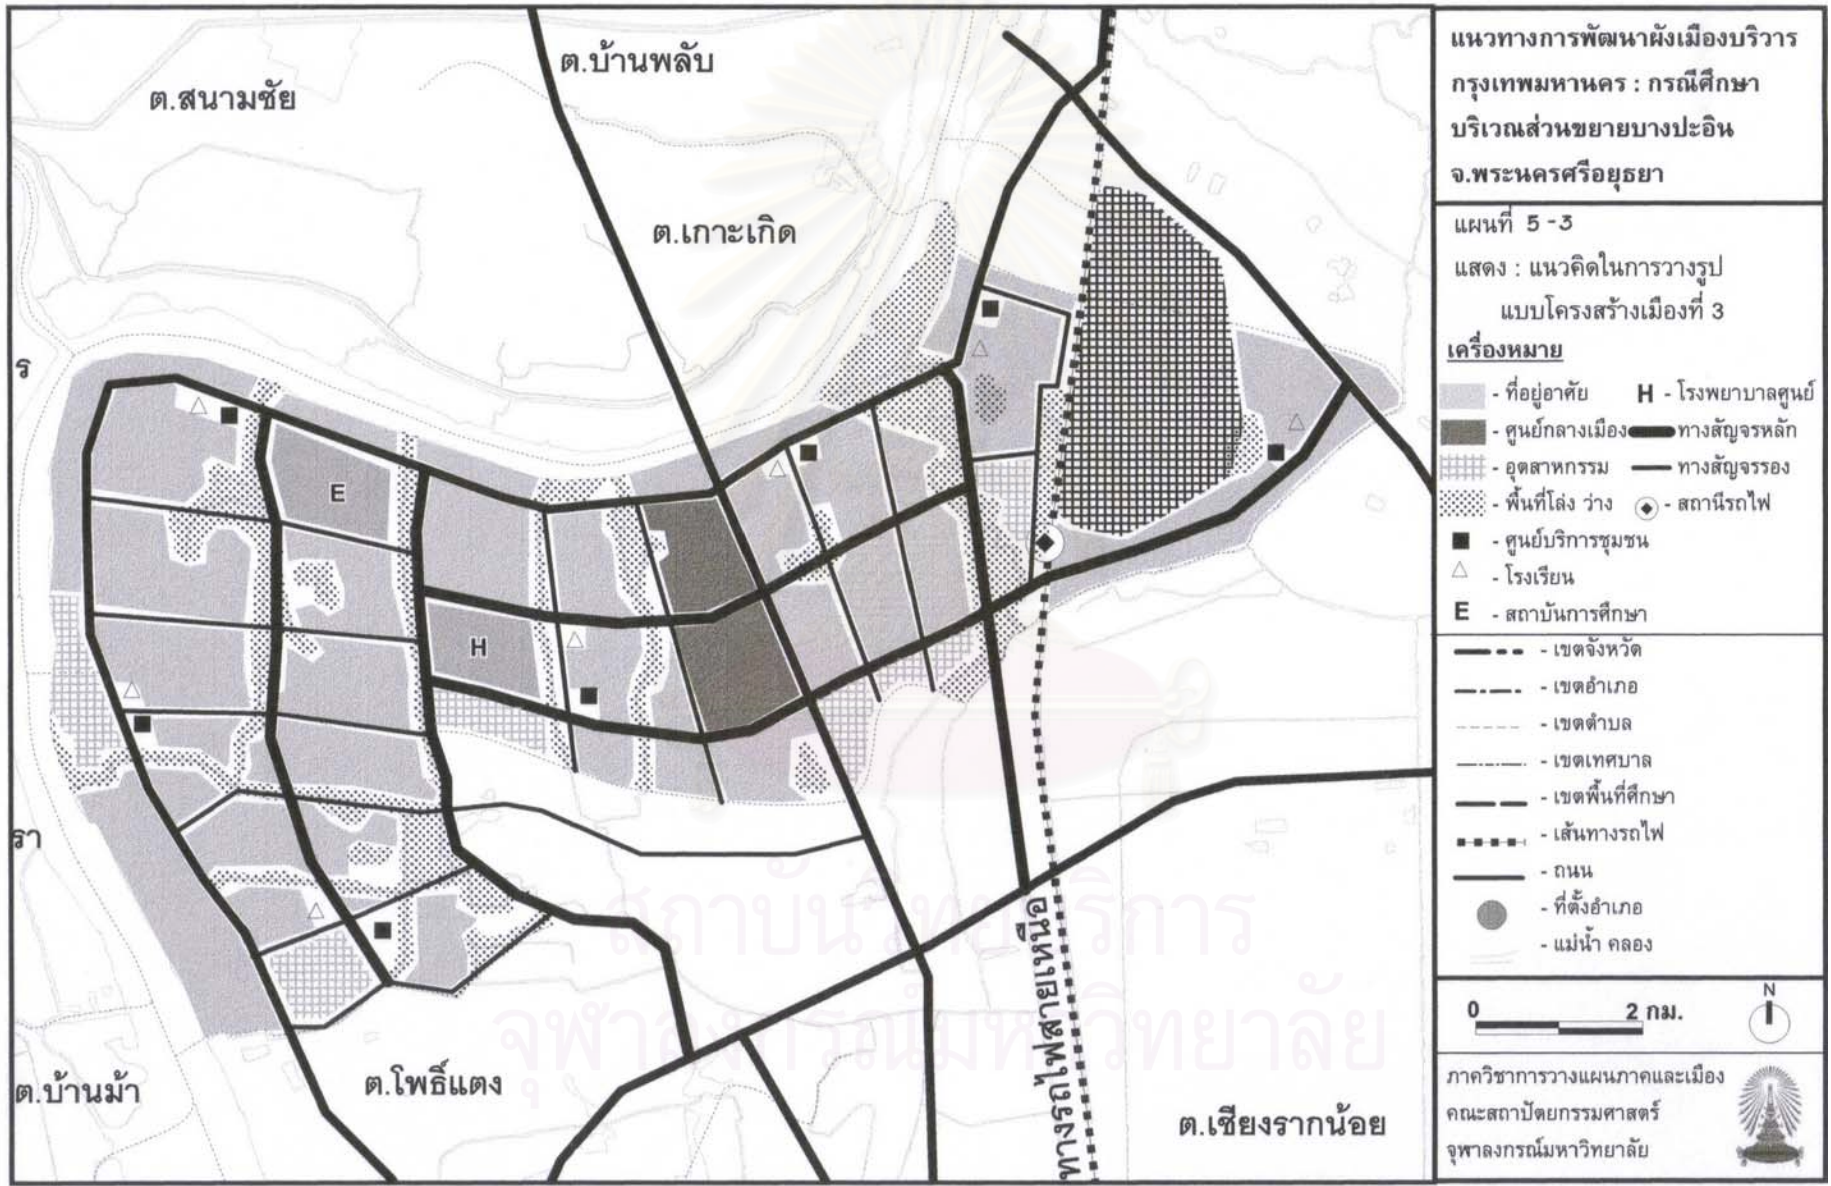 ต.สนามชัย
ต.บ้านพลับ
ต.เกาะเกิด
ร
รา
E
H
ต.บ้านม้า
ต.โพธิ์แตง
ต.เชียงรากน้อย
ทางรถไฟสายเหนือ
สถาบันวิทยบริการ
จุฬาลงกรณ์มหาวิทยาลัย
แนวทางการพัฒนาผังเมืองบริวาร
กรุงเทพมหานคร : กรณีศึกษา
บริเวณส่วนขยายบางปะอิน
จ.พระนครศรีอยุธยา
แผนที่ 5-3
แสดง : แนวคิดในการวางรูป
แบบโครงสร้างเมืองที่ 3
เครื่องหมาย
- ที่อยู่อาศัย H - โรงพยาบาลศูนย์
- ศูนย์กลางเมือง ทางสัญจรหลัก
- อุตสาหกรรม - ทางสัญจรรอง
- พื้นที่โล่ง ว่าง - สถานีรถไฟ
- ศูนย์บริการชุมชน
- โรงเรียน
E - สถาบันการศึกษา
- เขตจังหวัด
- เขตอำเภอ
- เขตตำบล
- เขตเทศบาล
- เขตพื้นที่ศึกษา
- เส้นทางรถไฟ
- ถนน
- ที่ตั้งอำเภอ
- แม่น้ำ คลอง
0 2 กม.
N
ภาควิชาการวางแผนภาคและเมือง
คณะสถาปัตยกรรมศาสตร์
จุฬาลงกรณ์มหาวิทยาลัย